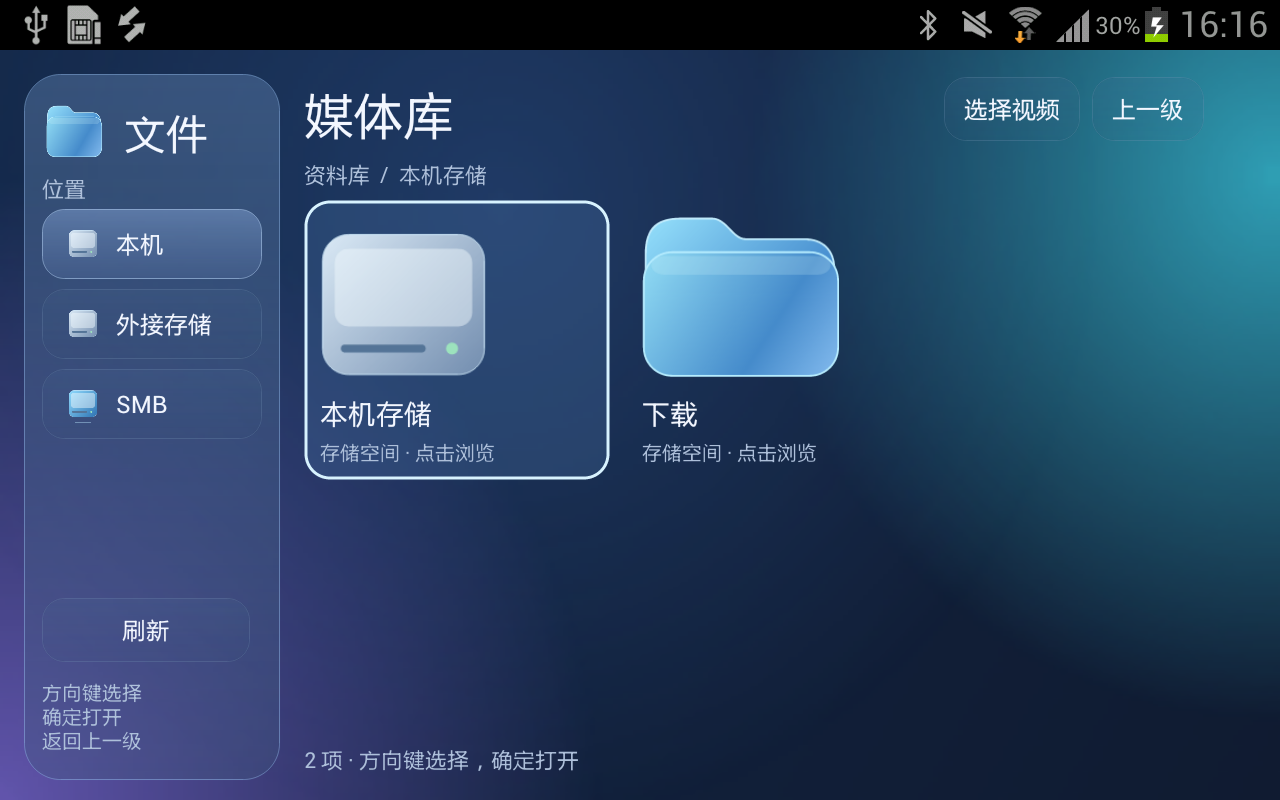 30%
16:16
文件
位置
本机
外接存储
SMB
刷新
方向键选择
确定打开
返回上一级
媒体库
选择视频
上一级
资料库 / 本机存储
本机存储
存储空间 · 点击浏览
下载
存储空间 · 点击浏览
2 项 · 方向键选择，确定打开